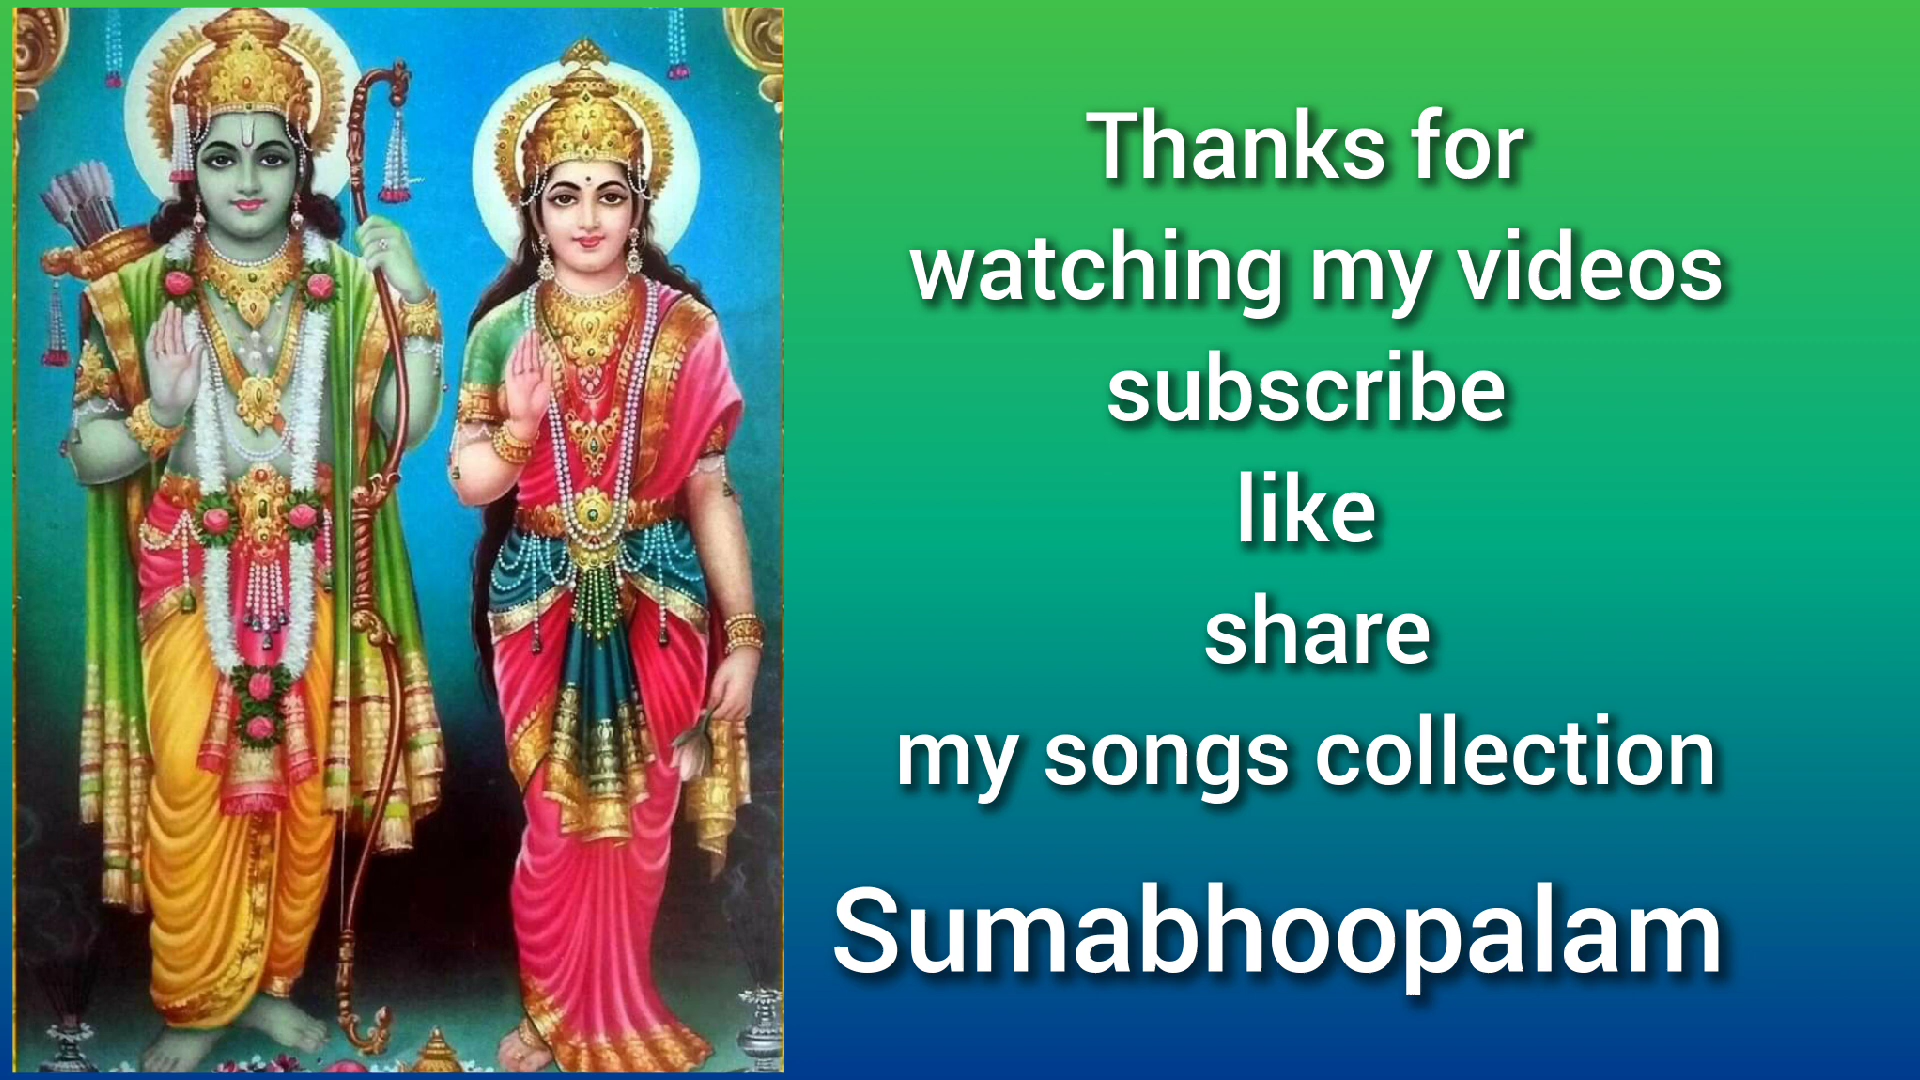 Thanks for
watching my videos
subscribe
like
share
my songs collection
Sumabhoopalam